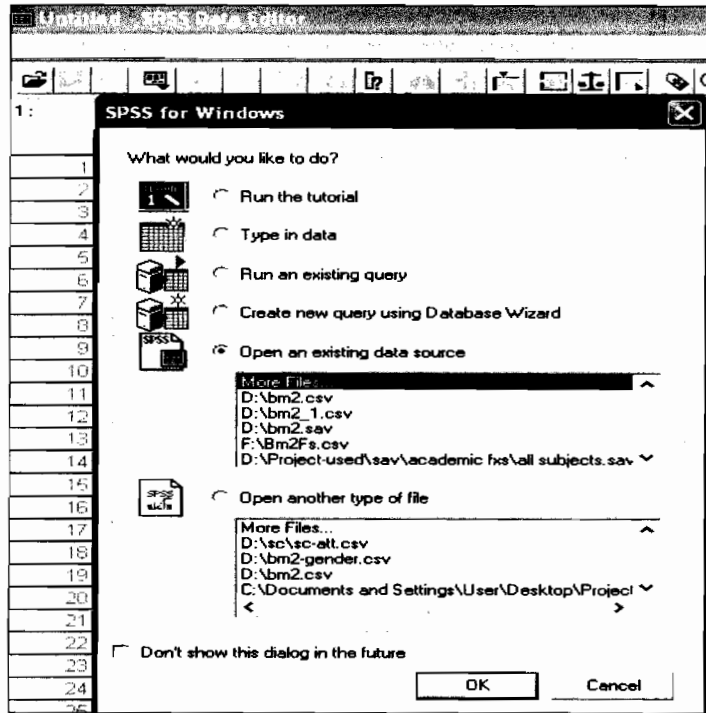 Untitled - SPSS Data Editor
1 :
SPSS for Windows
What would you like to do?
Run the tutorial
Type in data
Run an existing query
Create new query using Database Wizard
Open an existing data source
More Files...
D:\bm2.csv
D:\bm2_1.csv
D:\bm2.sav
F:\Bm2Fs.csv
D:\Project-used\sav\academic fxs\all subjects.sav
Open another type of file
More Files...
D:\sc\sc-att.csv
D:\bm2-gender.csv
D:\bm2.csv
C:\Documents and Settings\User\Desktop\Project
Don't show this dialog in the future
OK Cancel
1
2
3
4
5
6
7
8
9
10
11
12
13
14
15
16
17
18
19
20
21
22
23
24
25